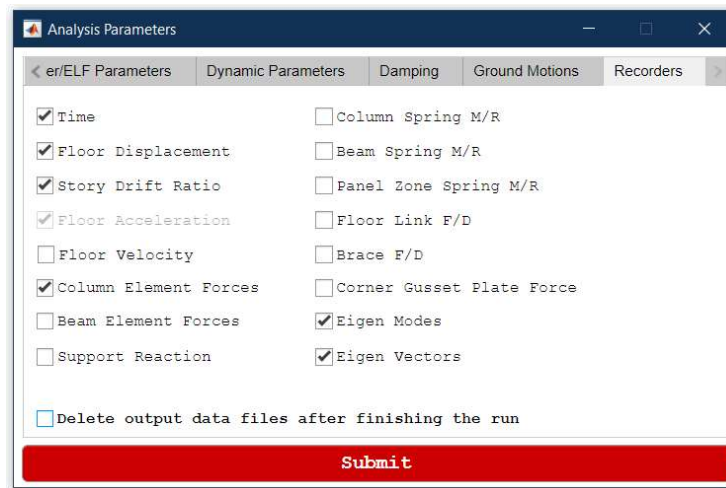 Analysis Parameters
er/ELF Parameters Dynamic Parameters Damping Ground Motions Recorders
Time Column Spring M/R
Floor Displacement Beam Spring M/R
Story Drift Ratio Panel Zone Spring M/R
Floor Acceleration Floor Link F/D
Floor Velocity Brace F/D
Column Element Forces Corner Gusset Plate Force
Beam Element Forces Eigen Modes
Support Reaction Eigen Vectors
Delete output data files after finishing the run
Submit